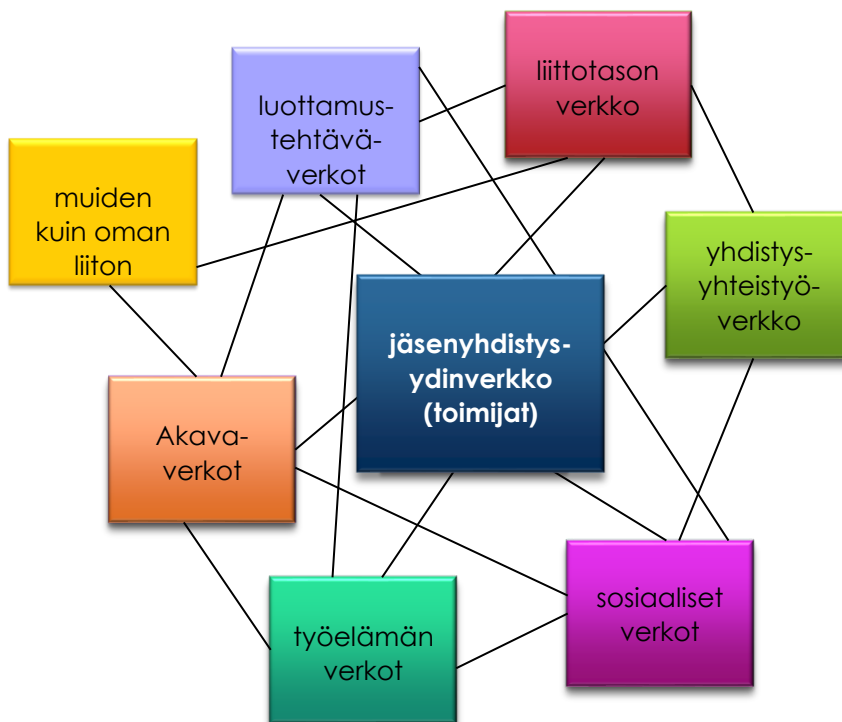 liittotason
verkko
luottamus-
tehtävä-
verkot
muiden
kuin oman
liiton
yhdistys-
yhteistyö-
verkko
jäsenyhdistys-
ydinverkko
(toimijat)
Akava-
verkot
sosiaaliset
verkot
työelämän
verkot